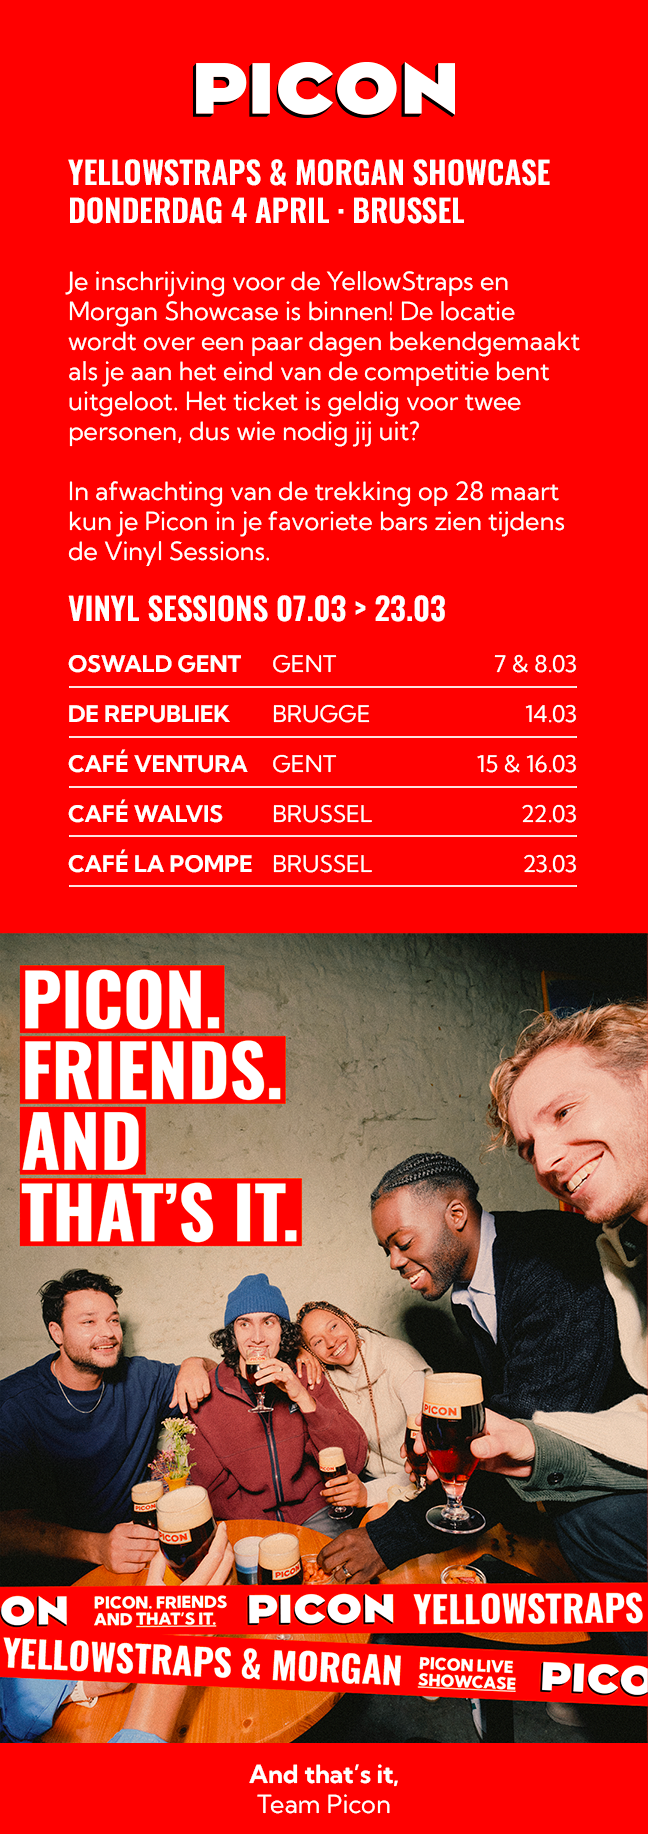 PICON
YELLOWSTRAPS & MORGAN SHOWCASE
DONDERDAG 4 APRIL · BRUSSEL
Je inschrijving voor de YellowStraps en
Morgan Showcase is binnen! De locatie
wordt over een paar dagen bekendgemaakt
als je aan het eind van de competitie bent
uitgeloot. Het ticket is geldig voor twee
personen, dus wie nodig jij uit?
In afwachting van de trekking op 28 maart
kun je Picon in je favoriete bars zien tijdens
de Vinyl Sessions.
VINYL SESSIONS 07.03 > 23.03
OSWALD GENT GENT 7 & 8.03
DE REPUBLIEK BRUGGE 14.03
CAFÉ VENTURA GENT 15 & 16.03
CAFÉ WALVIS BRUSSEL 22.03
CAFÉ LA POMPE BRUSSEL 23.03
PICON.
FRIENDS.
AND
THAT'S IT.
PICON
PICON
PICON
PICON
PICON
ON PICON. FRIENDS AND THAT'S IT. PICON YELLOWSTRAPS
YELLOWSTRAPS & MORGAN PICON LIVE SHOWCASE PICO
And that's it,
Team Picon